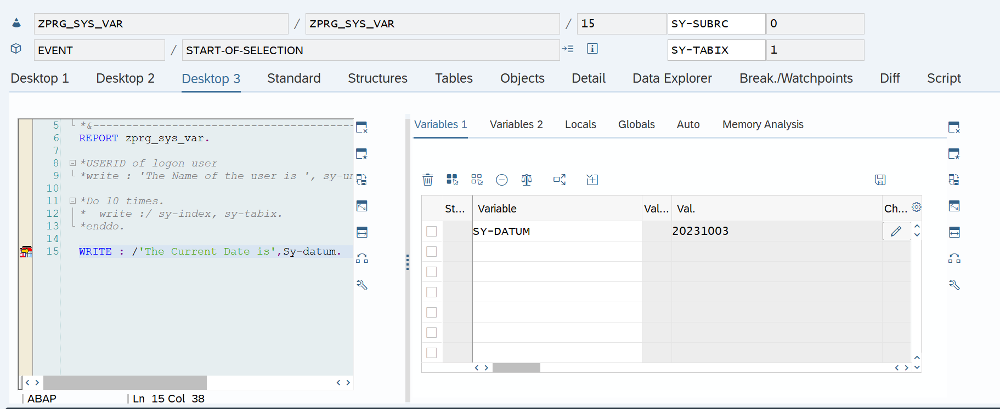 ZPRG_SYS_VAR / ZPRG_SYS_VAR / 15 SY-SUBRC 0
EVENT / START-OF-SELECTION SY-TABIX 1
Desktop 1 Desktop 2 Desktop 3 Standard Structures Tables Objects Detail Data Explorer Break./Watchpoints Diff Script
5 *&----------------------------------------
6 REPORT zprg_sys_var.
7
8 *USERID of logon user
9 *write : 'The Name of the user is ', sy-un
10
11 *Do 10 times.
12 *  write :/ sy-index, sy-tabix.
13 *enddo.
14
15 WRITE : /'The Current Date is',Sy-datum.
ABAP Ln 15 Col 38
Variables 1 Variables 2 Locals Globals Auto Memory Analysis
St... Variable Val... Val. Ch...
SY-DATUM 20231003